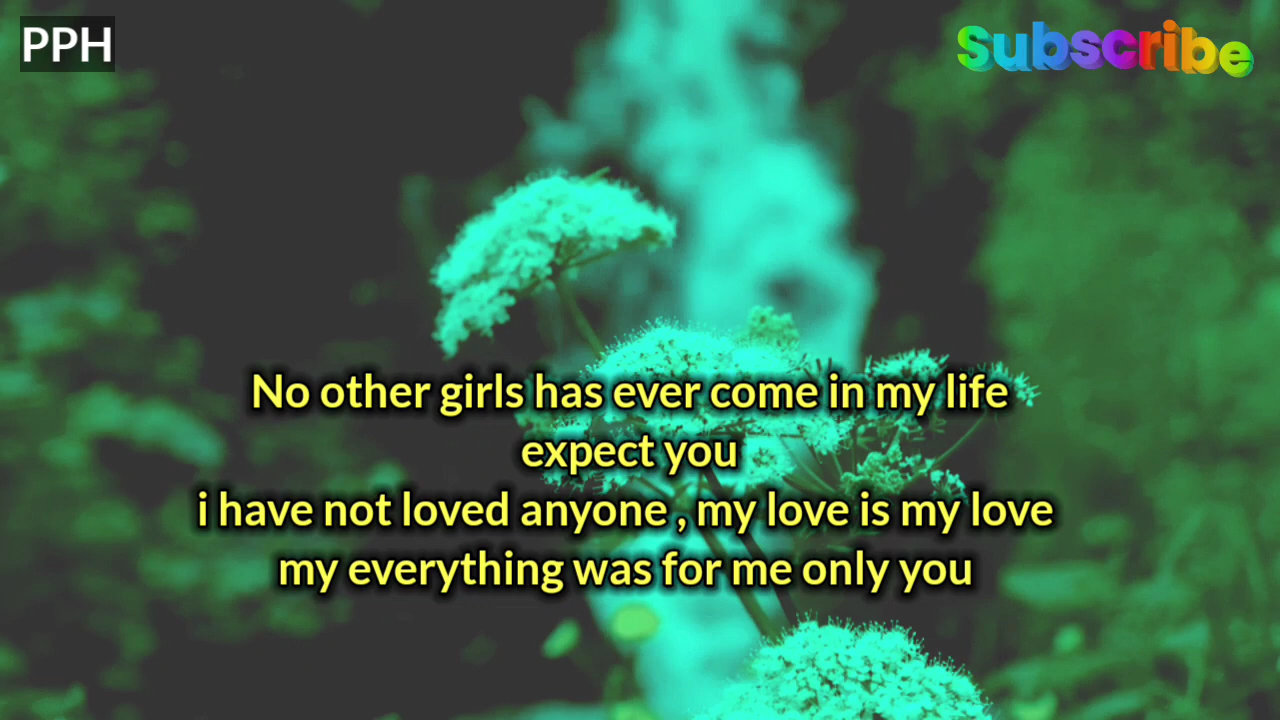 PPH
Subscribe
No other girls has ever come in my life
expect you
i have not loved anyone , my love is my love
my everything was for me only you